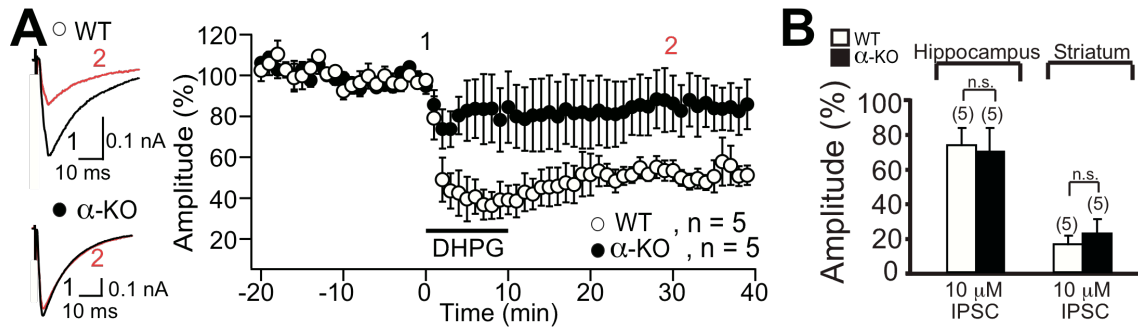 A
WT
2
1
0.1 nA
10 ms
α-KO
2
1
0.1 nA
10 ms
Amplitude (%)
120
100
80
60
40
20
1
2
DHPG
WT , n = 5
α-KO , n = 5
-20
-10
0
10
20
30
40
Time (min)
B
WT
α-KO
Hippocampus
Striatum
Amplitude (%)
100
80
60
40
20
0
n.s.
(5)
(5)
n.s.
(5)
(5)
10 µM
IPSC
10 µM
IPSC